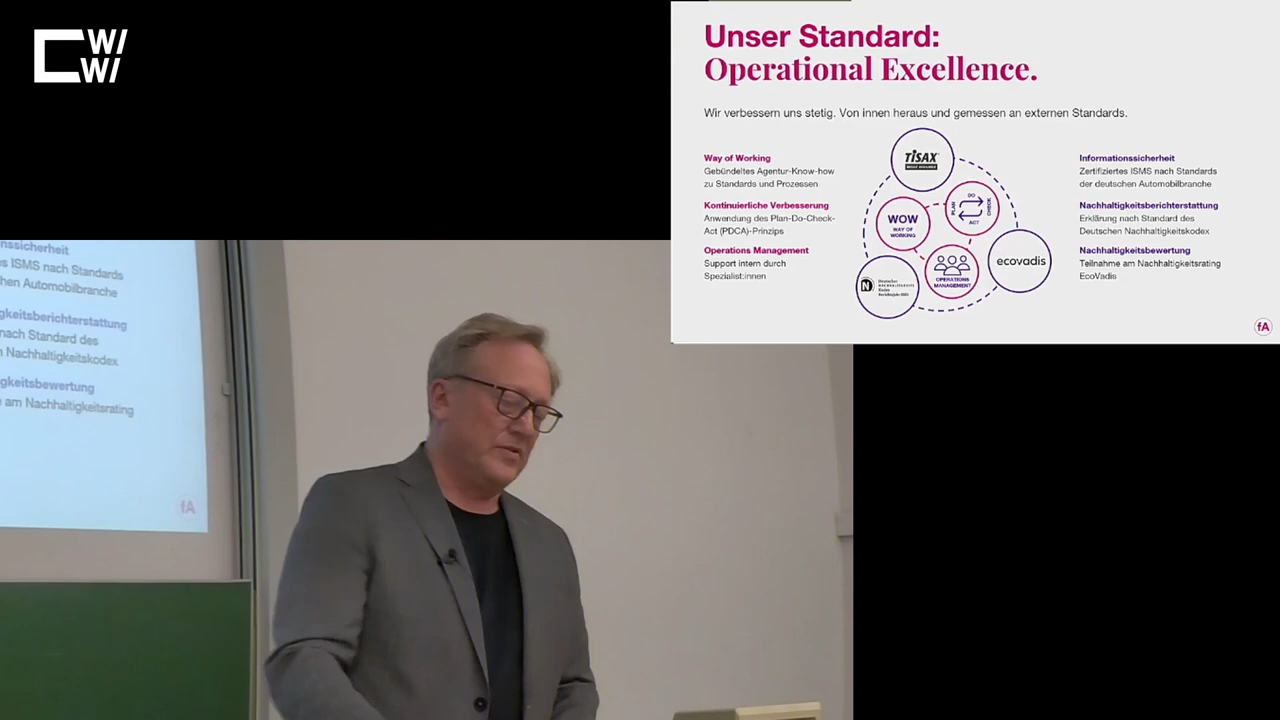 CWWW
Unser Standard:
Operational Excellence.
Wir verbessern uns stetig. Von innen heraus und gemessen an externen Standards.
Way of Working
Gebündeltes Agentur-Know-how
zu Standards und Prozessen
Kontinuierliche Verbesserung
Anwendung des Plan-Do-Check-
Act (PDCA)-Prinzips
Operations Management
Support intern durch
Spezialist:innen
TISAX
WOW
WAY OF
WORKING
PLAN
DO
CHECK
ACT
OPERATIONS
MANAGEMENT
ecovadis
N
Deutscher
Informationssicherheit
Zertifiziertes ISMS nach Standards
der deutschen Automobilbranche
Nachhaltigkeitsberichterstattung
Erklärung nach Standard des
Deutschen Nachhaltigkeitskodex
Nachhaltigkeitsbewertung
Teilnahme am Nachhaltigkeitsrating
EcoVadis
fA
nssicherheit
s ISMS nach Standards
hen Automobilbranche
gkeitsberichterstattung
nach Standard des
n Nachhaltigkeitskodex
gkeitsbewertung
e am Nachhaltigkeitsrating
fA